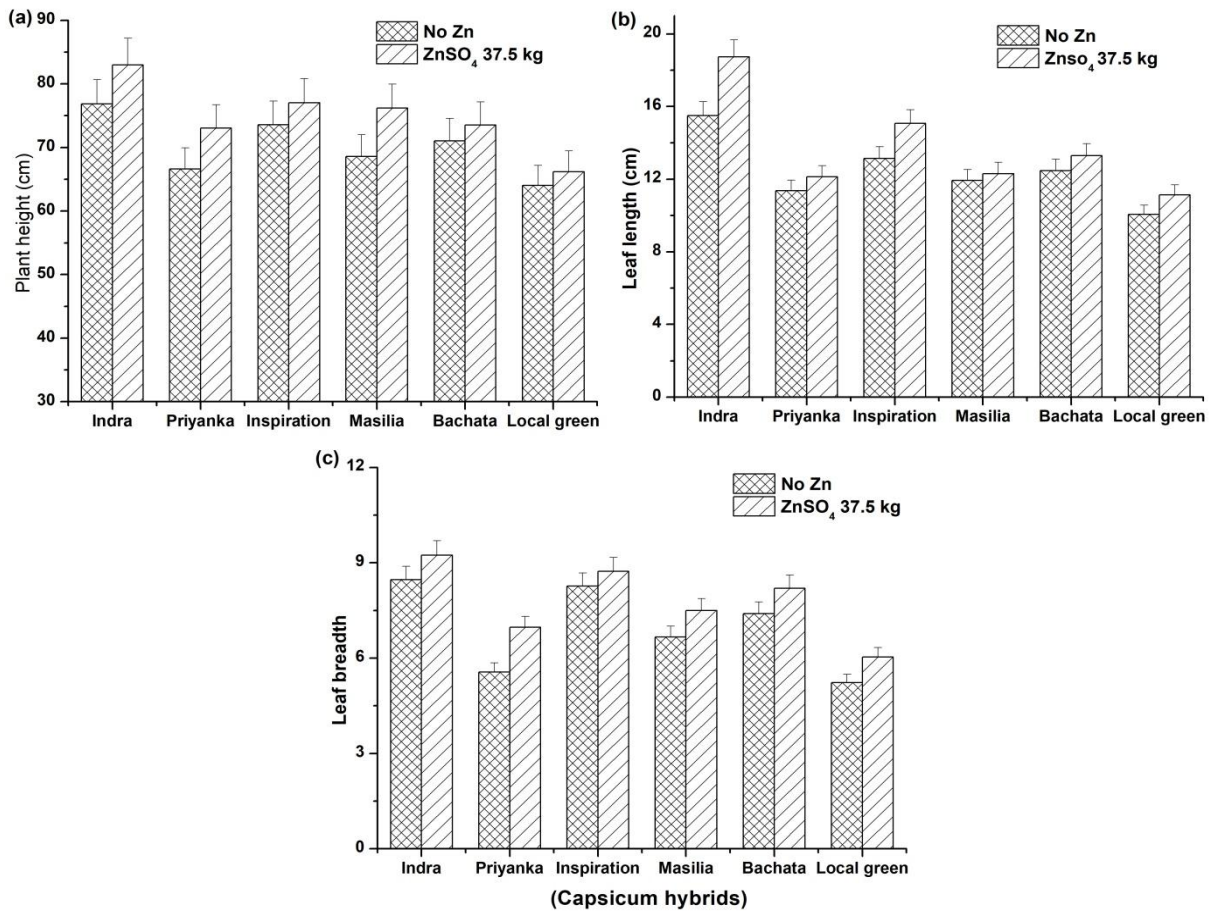 (a)
90
80
70
60
50
40
30
Plant height (cm)
No Zn
ZnSO₄ 37.5 kg
Indra Priyanka Inspiration Masilia Bachata Local green
(b)
20
16
12
8
4
0
Leaf length (cm)
No Zn
Znso₄ 37.5 kg
Indra Priyanka Inspiration Masilia Bachata Local green
(c)
12
9
6
3
0
Leaf breadth
No Zn
ZnSO₄ 37.5 kg
Indra Priyanka Inspiration Masilia Bachata Local green
(Capsicum hybrids)